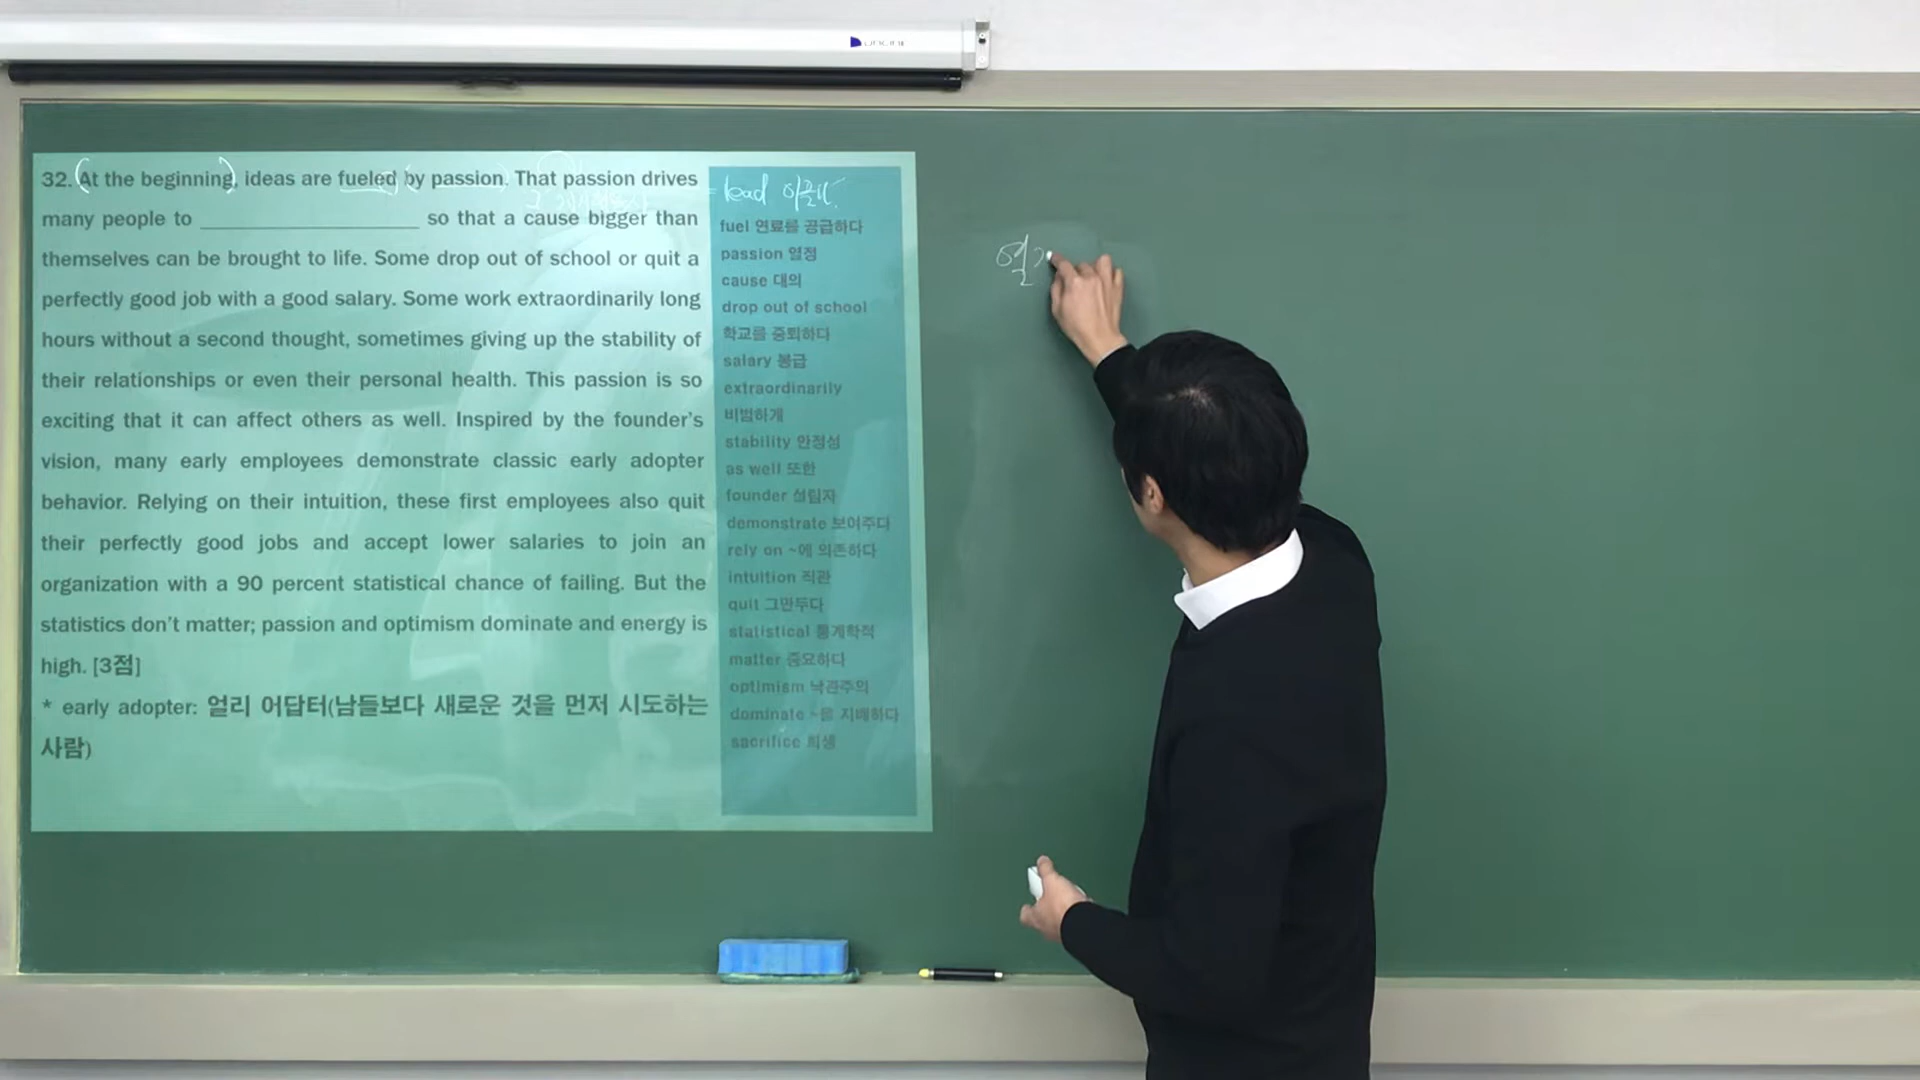 32. At the beginning, ideas are fueled by passion. That passion drives
many people to ____________________ so that a cause bigger than
themselves can be brought to life. Some drop out of school or quit a
perfectly good job with a good salary. Some work extraordinarily long
hours without a second thought, sometimes giving up the stability of
their relationships or even their personal health. This passion is so
exciting that it can affect others as well. Inspired by the founder's
vision, many early employees demonstrate classic early adopter
behavior. Relying on their intuition, these first employees also quit
their perfectly good jobs and accept lower salaries to join an
organization with a 90 percent statistical chance of failing. But the
statistics don't matter; passion and optimism dominate and energy is
high. [3점]
* early adopter: 얼리 어답터(남들보다 새로운 것을 먼저 시도하는
사람)
= lead 이끌다.
fuel 연료를 공급하다
passion 열정
cause 대의
drop out of school
학교를 중퇴하다
salary 봉급
extraordinarily
비범하게
stability 안정성
as well 또한
founder 설립자
demonstrate 보여주다
rely on ~에 의존하다
intuition 직관
quit 그만두다
statistical 통계학적
matter 중요하다
optimism 낙관주의
dominate ~을 지배하다
sacrifice 희생
열